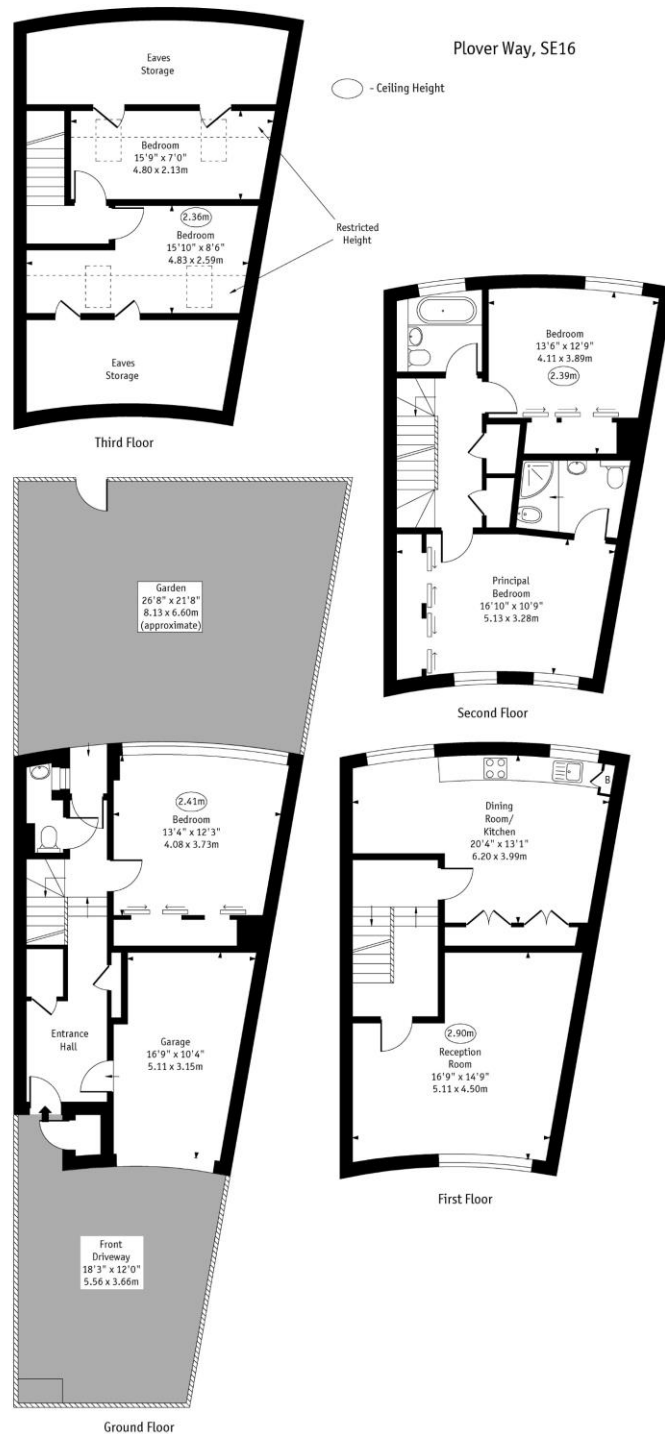 Plover Way, SE16
- Ceiling Height
Eaves
Storage
Bedroom
15'9" x 7'0"
4.80 x 2.13m
2.36m
Bedroom
15'10" x 8'6"
4.83 x 2.59m
Restricted
Height
Eaves
Storage
Third Floor
Bedroom
13'6" x 12'9"
4.11 x 3.89m
2.39m
Principal
Bedroom
16'10" x 10'9"
5.13 x 3.28m
Second Floor
Garden
26'8" x 21'8"
8.13 x 6.60m
(approximate)
2.41m
Bedroom
13'4" x 12'3"
4.08 x 3.73m
Entrance
Hall
Garage
16'9" x 10'4"
5.11 x 3.15m
Front
Driveway
18'3" x 12'0"
5.56 x 3.66m
Ground Floor
B
Dining
Room/
Kitchen
20'4" x 13'1"
6.20 x 3.99m
2.90m
Reception
Room
16'9" x 14'9"
5.11 x 4.50m
First Floor